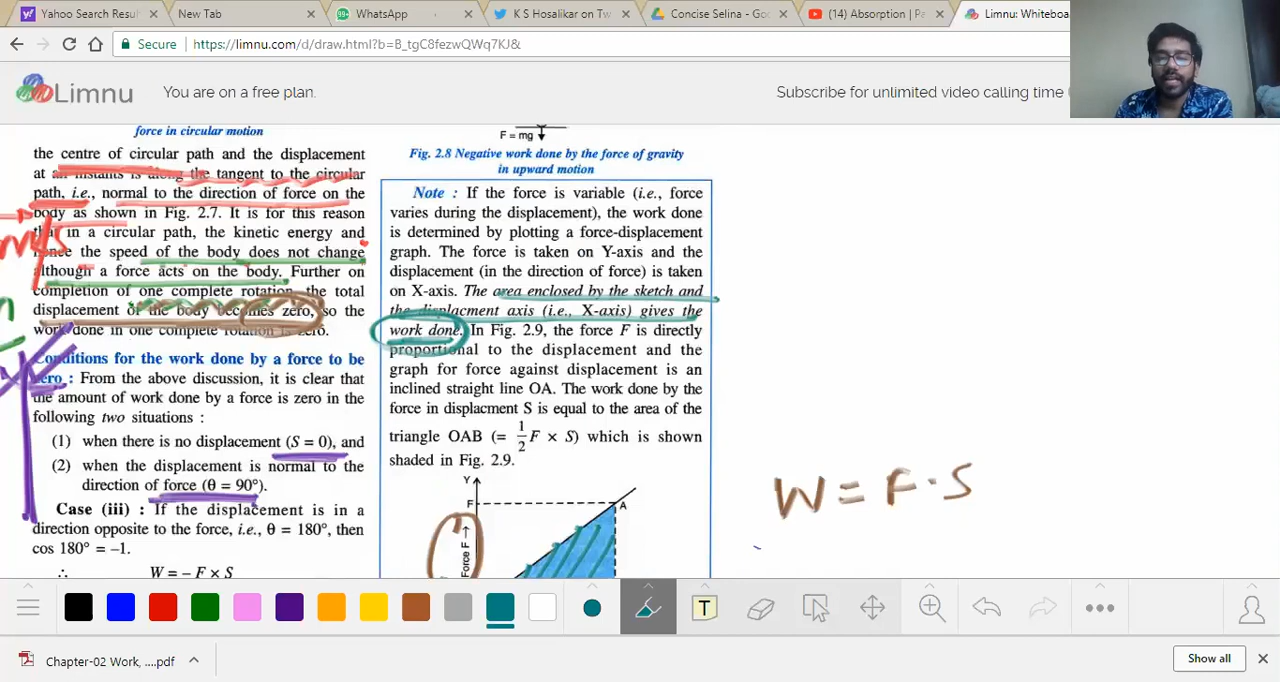 Yahoo Search Result
New Tab
99+ WhatsApp
K S Hosalikar on Tw
Concise Selina - Goo
(14) Absorption | Pa
Limnu: Whiteboa
Secure
https://limnu.com/d/draw.html?b=B_tgC8fezwQWq7KJ&
Limnu
You are on a free plan.
Subscribe for unlimited video calling time
force in circular motion
the centre of circular path and the displacement
at an instants is along the tangent to the circular
path, i.e., normal to the direction of force on the
body as shown in Fig. 2.7. It is for this reason
that in a circular path, the kinetic energy and
hence the speed of the body does not change
although a force acts on the body. Further on
completion of one complete rotation, the total
displacement of the body becomes zero, so the
work done in one complete rotation is zero.
Conditions for the work done by a force to be
zero : From the above discussion, it is clear that
the amount of work done by a force is zero in the
following two situations :
(1) when there is no displacement (S = 0), and
(2) when the displacement is normal to the
direction of force (θ = 90°).
Case (iii) : If the displacement is in a
direction opposite to the force, i.e., θ = 180°, then
cos 180° = –1.
∴ W = – F × S
F = mg
Fig. 2.8 Negative work done by the force of gravity
in upward motion
Note : If the force is variable (i.e., force
varies during the displacement), the work done
is determined by plotting a force-displacement
graph. The force is taken on Y-axis and the
displacement (in the direction of force) is taken
on X-axis. The area enclosed by the sketch and
the displacment axis (i.e., X-axis) gives the
work done. In Fig. 2.9, the force F is directly
proportional to the displacement and the
graph for force against displacement is an
inclined straight line OA. The work done by the
force in displacment S is equal to the area of the
triangle OAB (= 1/2 F × S) which is shown
shaded in Fig. 2.9.
Y
F
A
Force F →
W = F · S
T
Chapter-02 Work, ....pdf
Show all